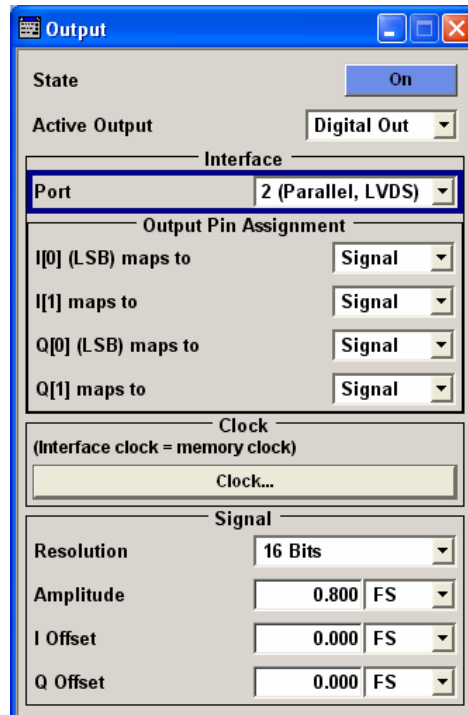 Output
State On
Active Output Digital Out
Interface
Port 2 (Parallel, LVDS)
Output Pin Assignment
I[0] (LSB) maps to Signal
I[1] maps to Signal
Q[0] (LSB) maps to Signal
Q[1] maps to Signal
Clock
(Interface clock = memory clock)
Clock...
Signal
Resolution 16 Bits
Amplitude 0.800 FS
I Offset 0.000 FS
Q Offset 0.000 FS